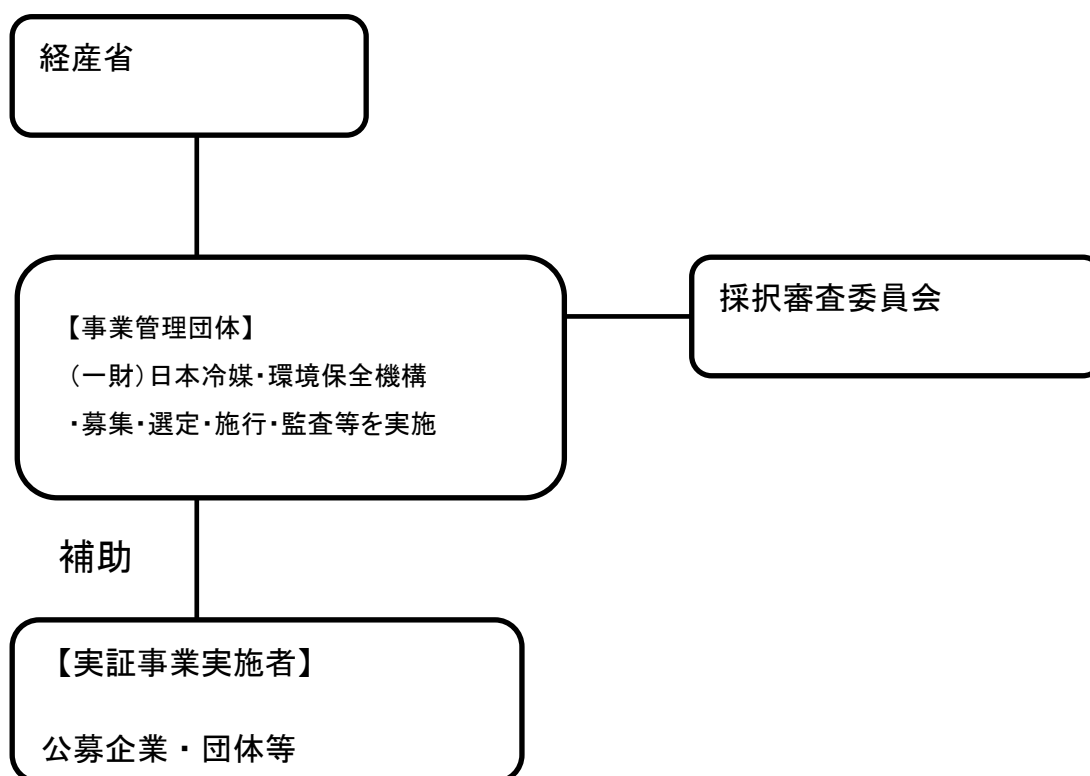 経産省
【事業管理団体】
(一財)日本冷媒・環境保全機構
・募集・選定・施行・監査等を実施
採択審査委員会
補助
【実証事業実施者】
公募企業・団体等